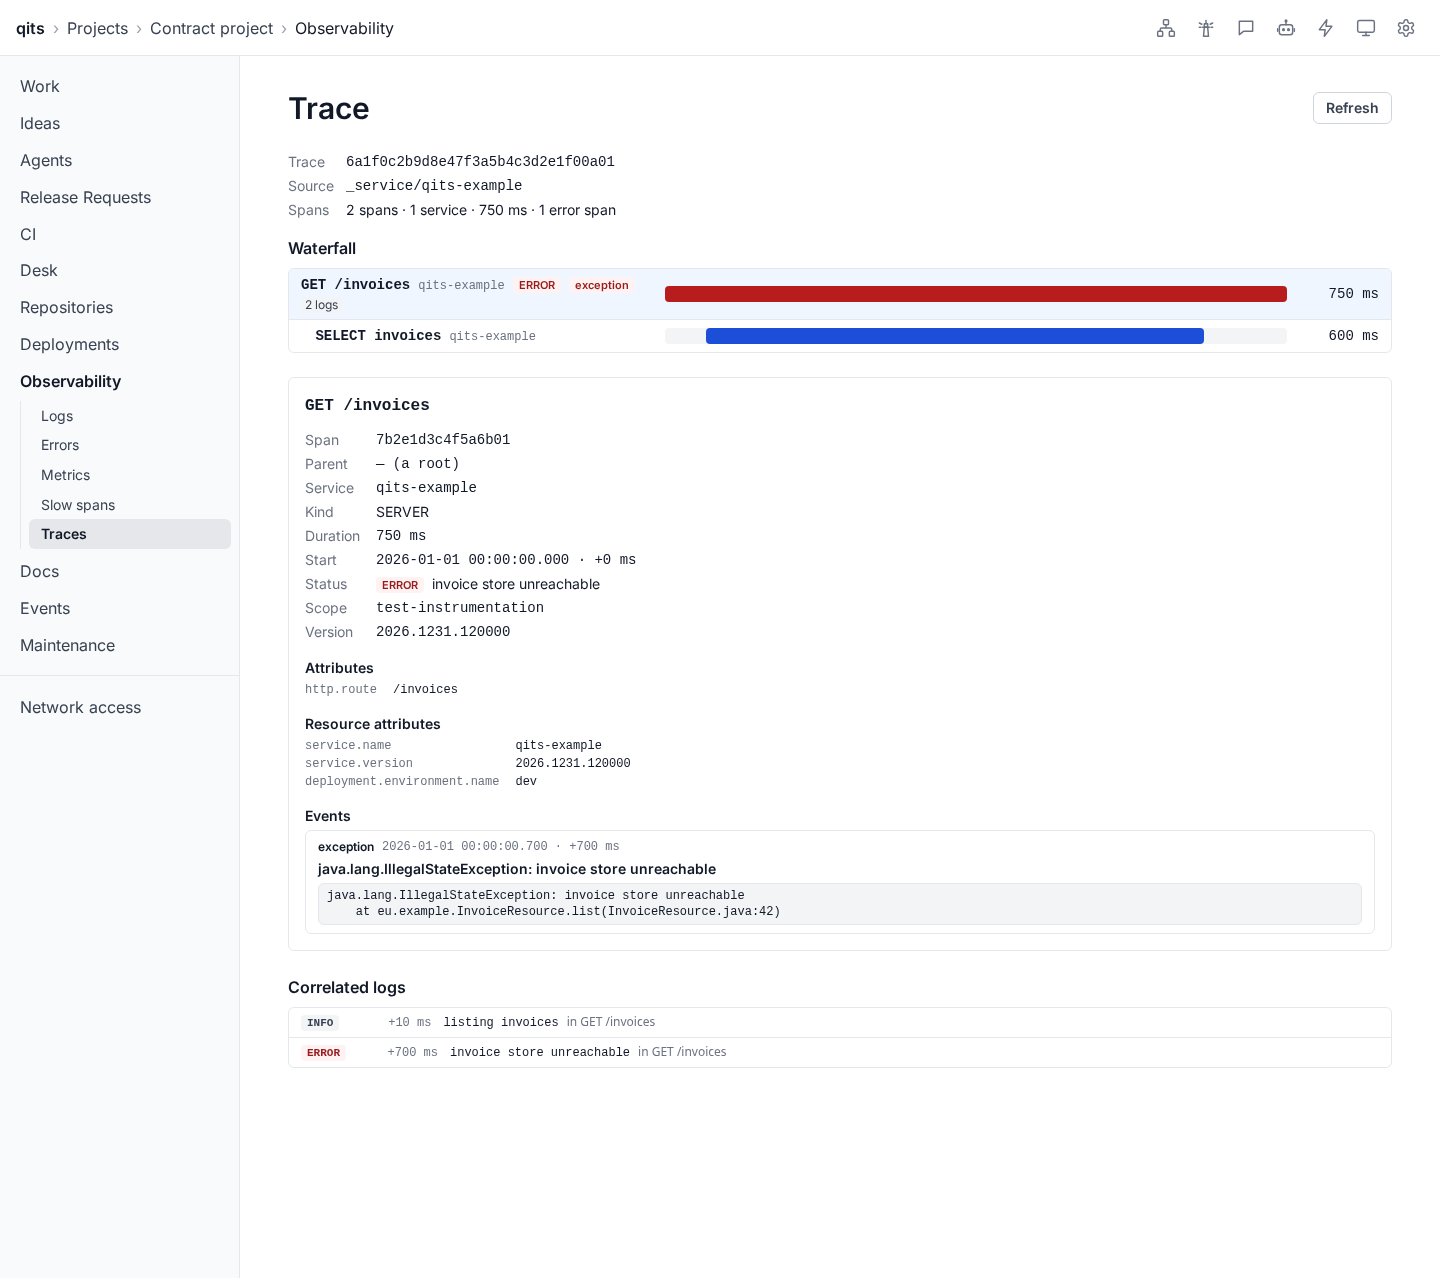 qits › Projects › Contract project › Observability
Work
Ideas
Agents
Release Requests
CI
Desk
Repositories
Deployments
Observability
Logs
Errors
Metrics
Slow spans
Traces
Docs
Events
Maintenance
Network access
Trace
Refresh
Trace 6a1f0c2b9d8e47f3a5b4c3d2e1f00a01
Source _service/qits-example
Spans 2 spans · 1 service · 750 ms · 1 error span
Waterfall
GET /invoices qits-example ERROR exception
2 logs
750 ms
SELECT invoices qits-example
600 ms
GET /invoices
Span 7b2e1d3c4f5a6b01
Parent — (a root)
Service qits-example
Kind SERVER
Duration 750 ms
Start 2026-01-01 00:00:00.000 · +0 ms
Status ERROR invoice store unreachable
Scope test-instrumentation
Version 2026.1231.120000
Attributes
http.route /invoices
Resource attributes
service.name qits-example
service.version 2026.1231.120000
deployment.environment.name dev
Events
exception 2026-01-01 00:00:00.700 · +700 ms
java.lang.IllegalStateException: invoice store unreachable
java.lang.IllegalStateException: invoice store unreachable
at eu.example.InvoiceResource.list(InvoiceResource.java:42)
Correlated logs
INFO +10 ms listing invoices in GET /invoices
ERROR +700 ms invoice store unreachable in GET /invoices